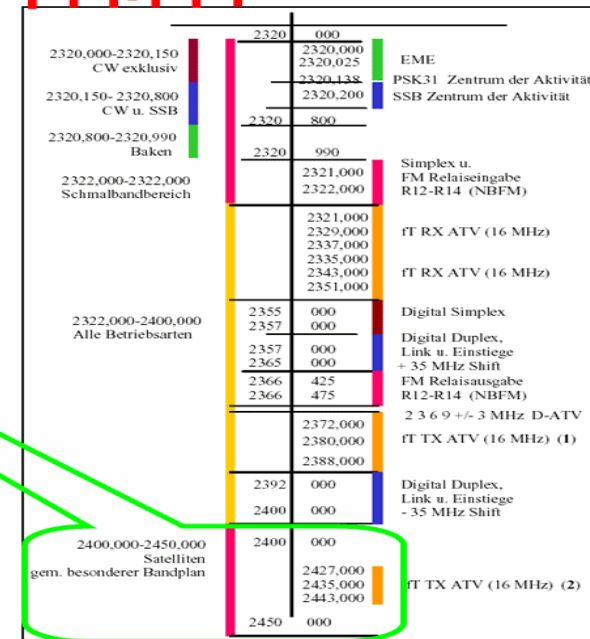 2320 000
2320,000-2320,150
CW exklusiv
2320,000
2320,025
EME
2320,138
PSK31 Zentrum der Aktivität
2320,150- 2320,800
CW u. SSB
2320,200
SSB Zentrum der Aktivität
2320 800
2320,800-2320,990
Baken
2320 990
2322,000-2322,000
Schmalbandbereich
2321,000
2322,000
Simplex u.
FM Relaiseingabe
R12-R14 (NBFM)
2321,000
2329,000
2337,000
2335,000
2343,000
2351,000
fT RX ATV (16 MHz)
fT RX ATV (16 MHz)
2322,000-2400,000
Alle Betriebsarten
2355 000
2357 000
Digital Simplex
2357 000
2365 000
Digital Duplex,
Link u. Einstiege
+ 35 MHz Shift
2366 425
2366 475
FM Relaisausgabe
R12-R14 (NBFM)
2 3 6 9 +/- 3 MHz D-ATV
2372,000
2380,000
2388,000
fT TX ATV (16 MHz) (1)
2392 000
2400 000
Digital Duplex,
Link u. Einstiege
- 35 MHz Shift
2400,000-2450,000
Satelliten
gem. besonderer Bandplan
2400 000
2427,000
2435,000
2443,000
fT TX ATV (16 MHz) (2)
2450 000